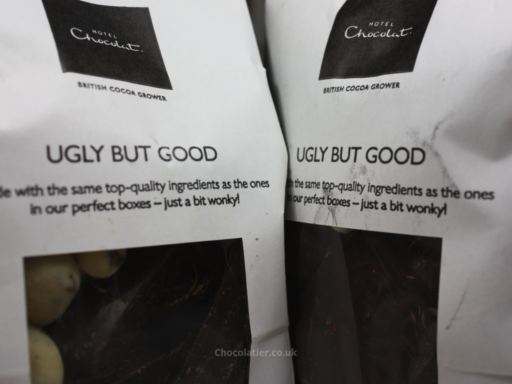 HOTEL
Chocolat.
BRITISH COCOA GROWER
UGLY BUT GOOD
with the same top-quality ingredients as the ones
in our perfect boxes – just a bit wonky!
HOTEL
Chocolat.
BRITISH COCOA GROWER
UGLY BUT GOOD
the same top-quality ingredients as the ones
our perfect boxes – just a bit wonky!
Chocolatier.co.uk